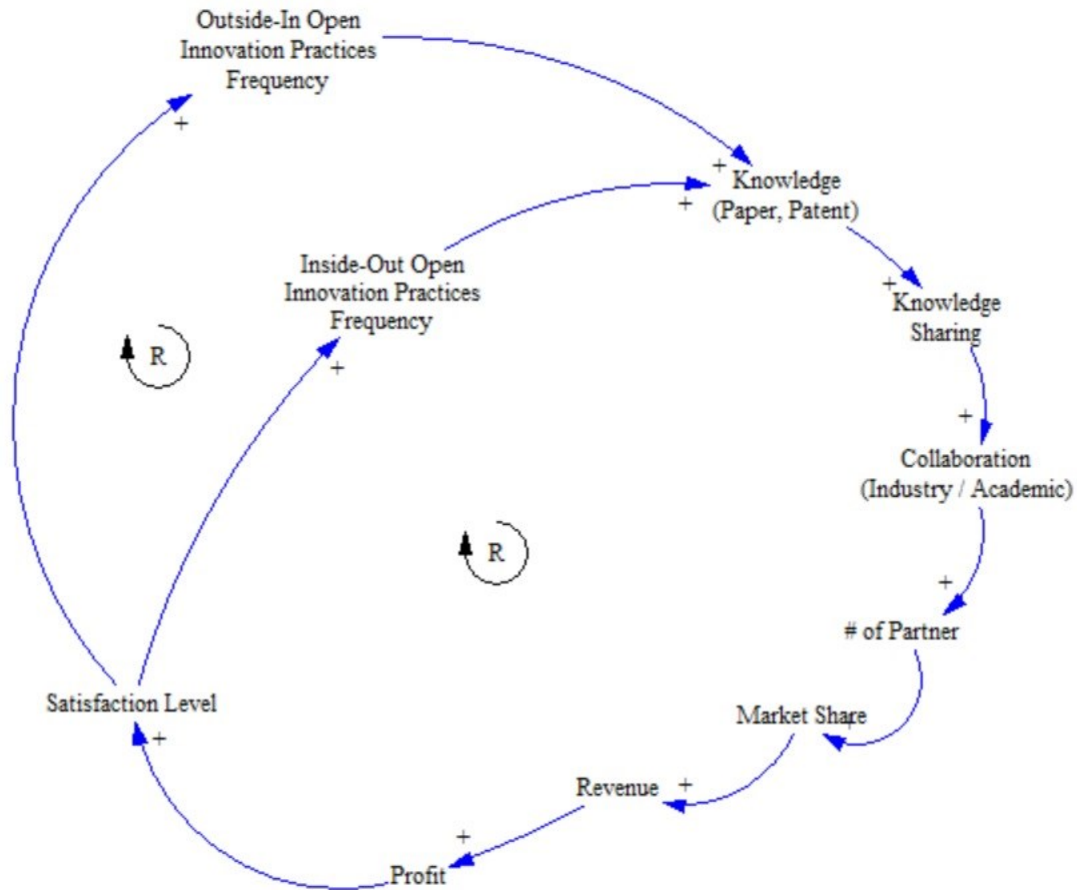 Outside-In Open
Innovation Practices
Frequency
+
+
Knowledge
(Paper, Patent)
+
Inside-Out Open
Innovation Practices
Frequency
+
+
Knowledge
Sharing
R
+
Collaboration
(Industry / Academic)
R
+
# of Partner
Satisfaction Level
Market Share
+
+
Revenue
+
+
Profit